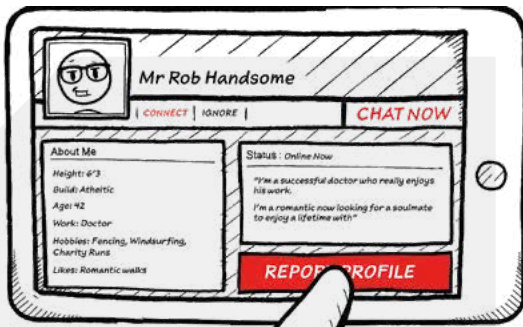 Mr Rob Handsome
CONNECT | IGNORE |
CHAT NOW
About Me
Height: 6'3
Build: Athletic
Age: 42
Work: Doctor
Hobbies: Fencing, Windsurfing,
Charity Runs
Likes: Romantic walks
Status : Online Now
"I'm a successful doctor who really enjoys
his work.
I'm a romantic now looking for a soulmate
to enjoy a lifetime with"
REPORT PROFILE